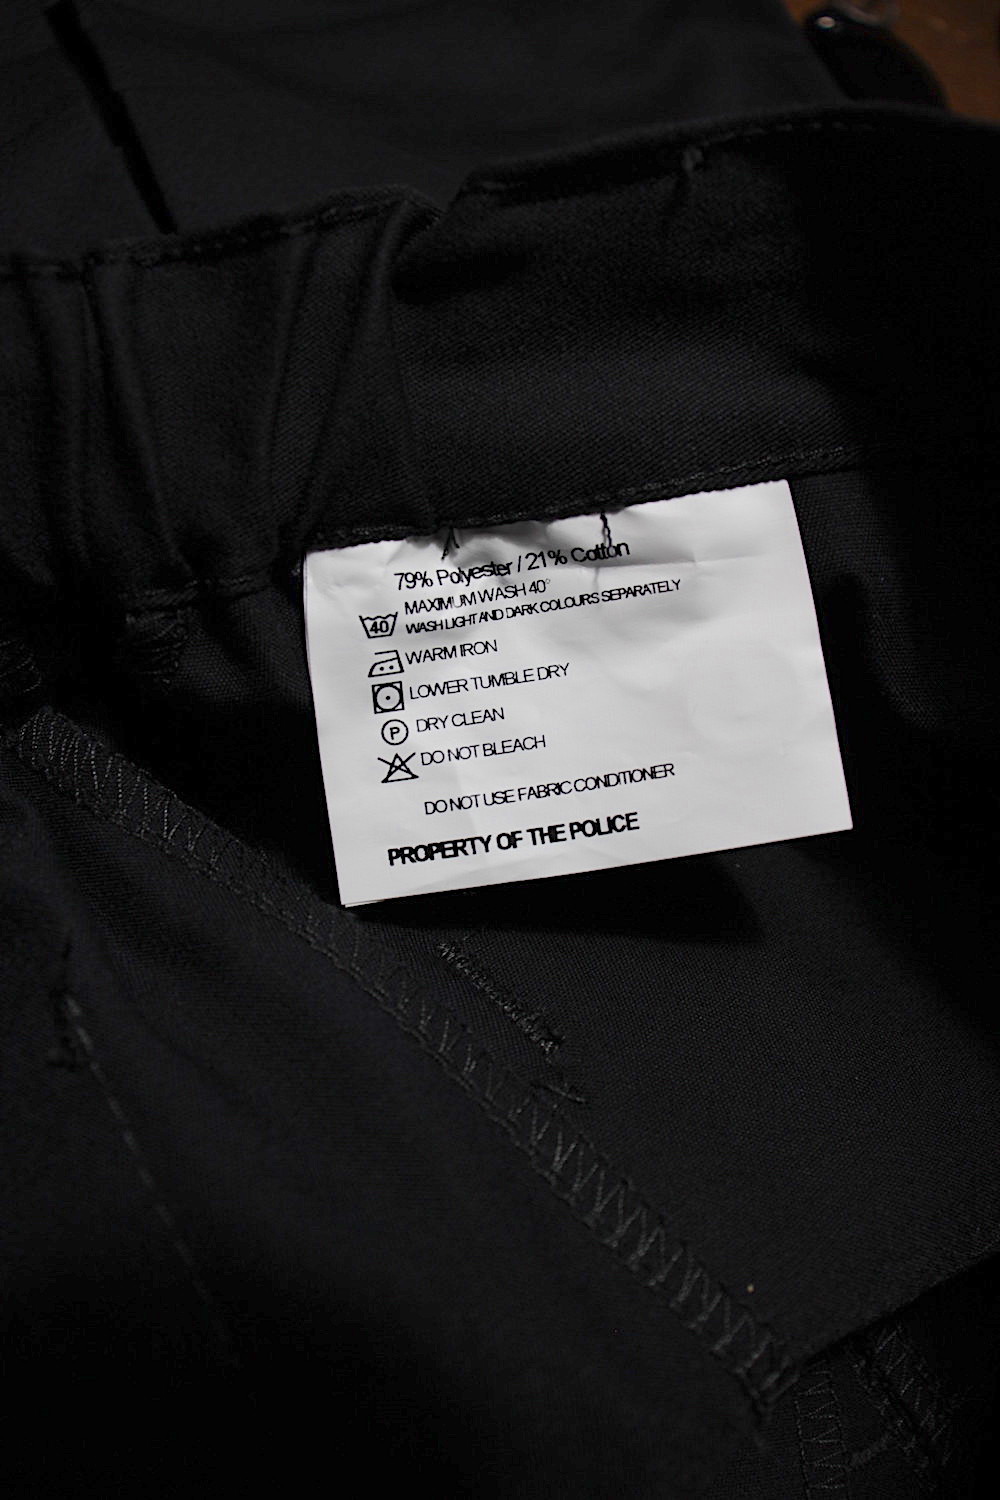 79% Polyester / 21% Cotton
MAXIMUM WASH 40°
40 WASH LIGHT AND DARK COLOURS SEPARATELY
WARM IRON
LOWER TUMBLE DRY
P DRY CLEAN
DO NOT BLEACH
DO NOT USE FABRIC CONDITIONER
PROPERTY OF THE POLICE